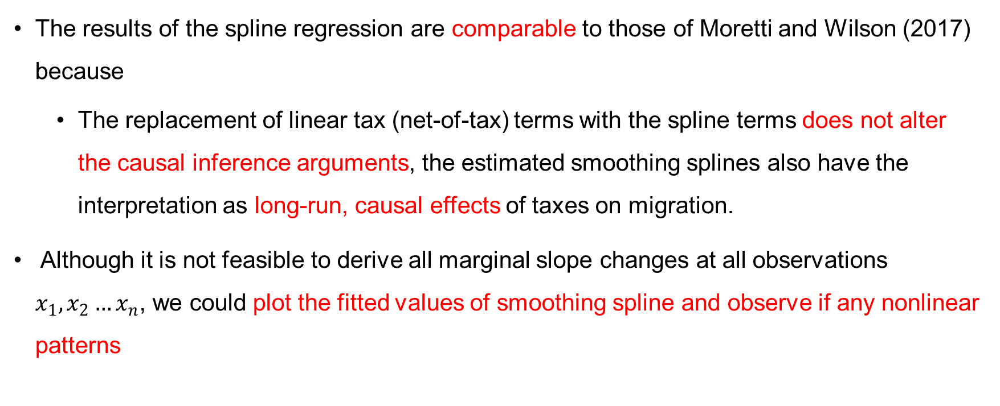 • The results of the spline regression are comparable to those of Moretti and Wilson (2017)
because
• The replacement of linear tax (net-of-tax) terms with the spline terms does not alter
the causal inference arguments, the estimated smoothing splines also have the
interpretation as long-run, causal effects of taxes on migration.
• Although it is not feasible to derive all marginal slope changes at all observations
𝑥₁, 𝑥₂ … 𝑥ₙ, we could plot the fitted values of smoothing spline and observe if any nonlinear
patterns